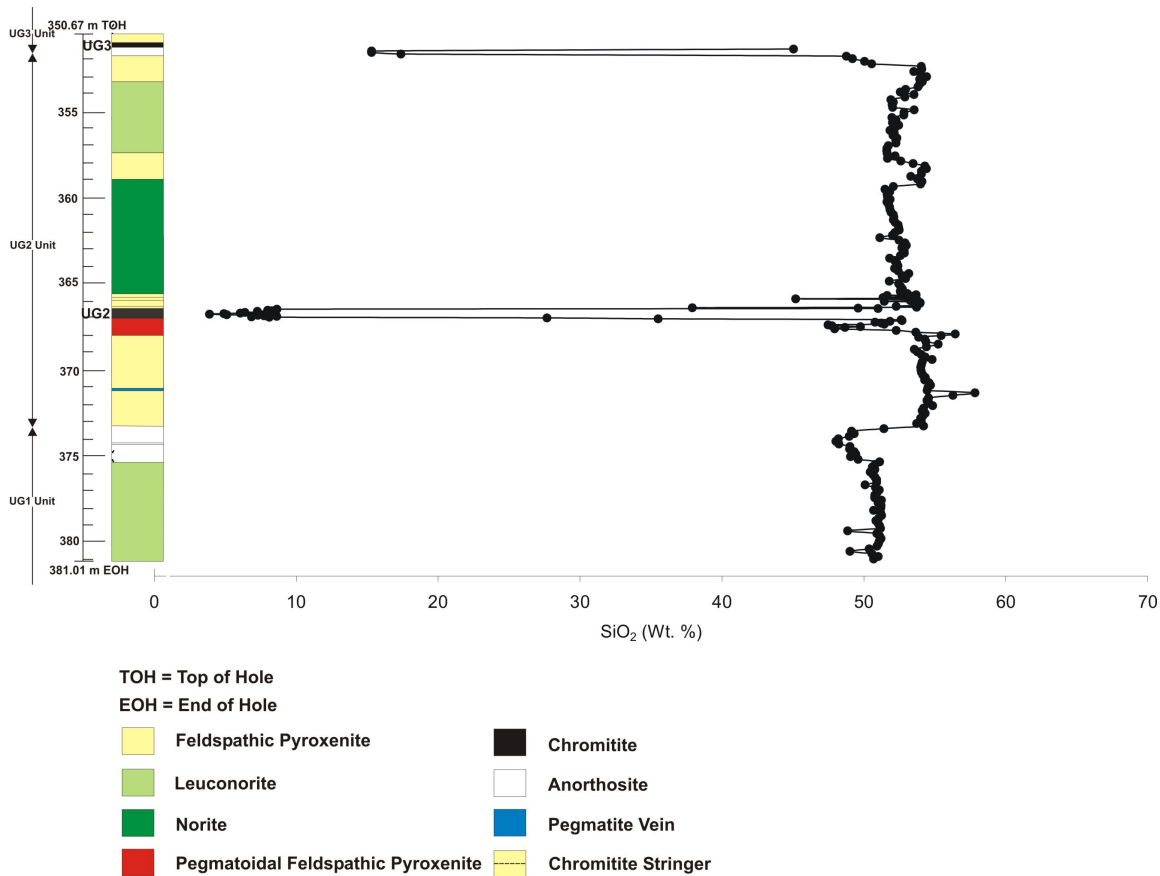 350.67 m TOH
UG3 Unit
UG3
355
360
UG2 Unit
365
UG2
370
375
UG1 Unit
380
381.01 m EOH
0 10 20 30 40 50 60 70
SiO2 (Wt. %)
TOH = Top of Hole
EOH = End of Hole
Feldspathic Pyroxenite
Chromitite
Leuconorite
Anorthosite
Norite
Pegmatite Vein
Pegmatoidal Feldspathic Pyroxenite
Chromitite Stringer